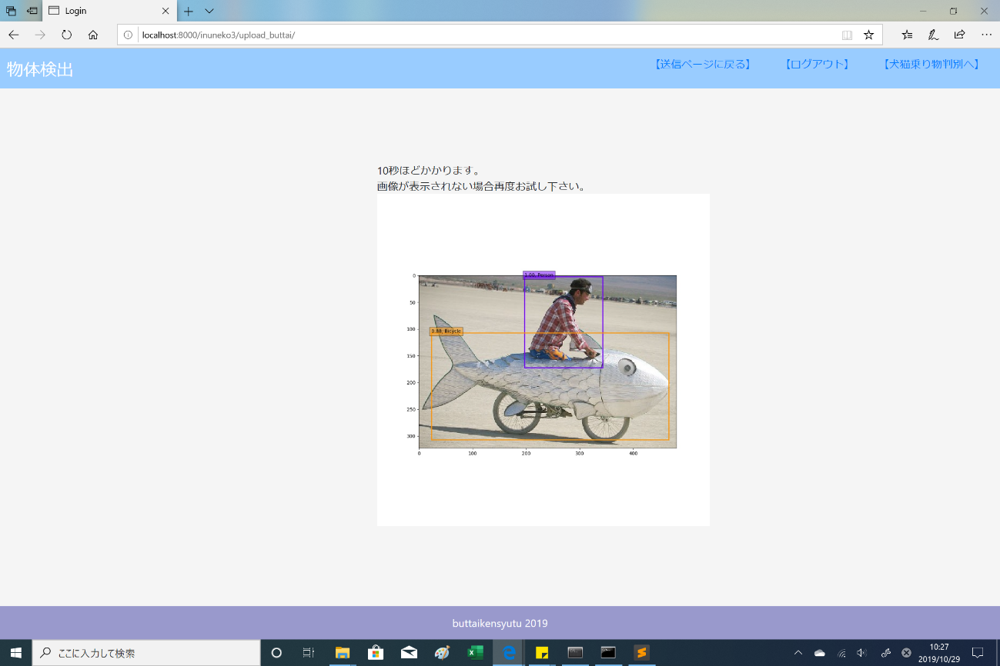 Login
localhost:8000/inuneko3/upload_buttai/
物体検出
【送信ページに戻る】 【ログアウト】 【犬猫乗り物判別へ】
10秒ほどかかります。
画像が表示されない場合再度お試し下さい。
1.00, Person
0.88, Bicycle
0
50
100
150
200
250
300
0 100 200 300 400
buttaikensyutu 2019
ここに入力して検索
10:27
2019/10/29